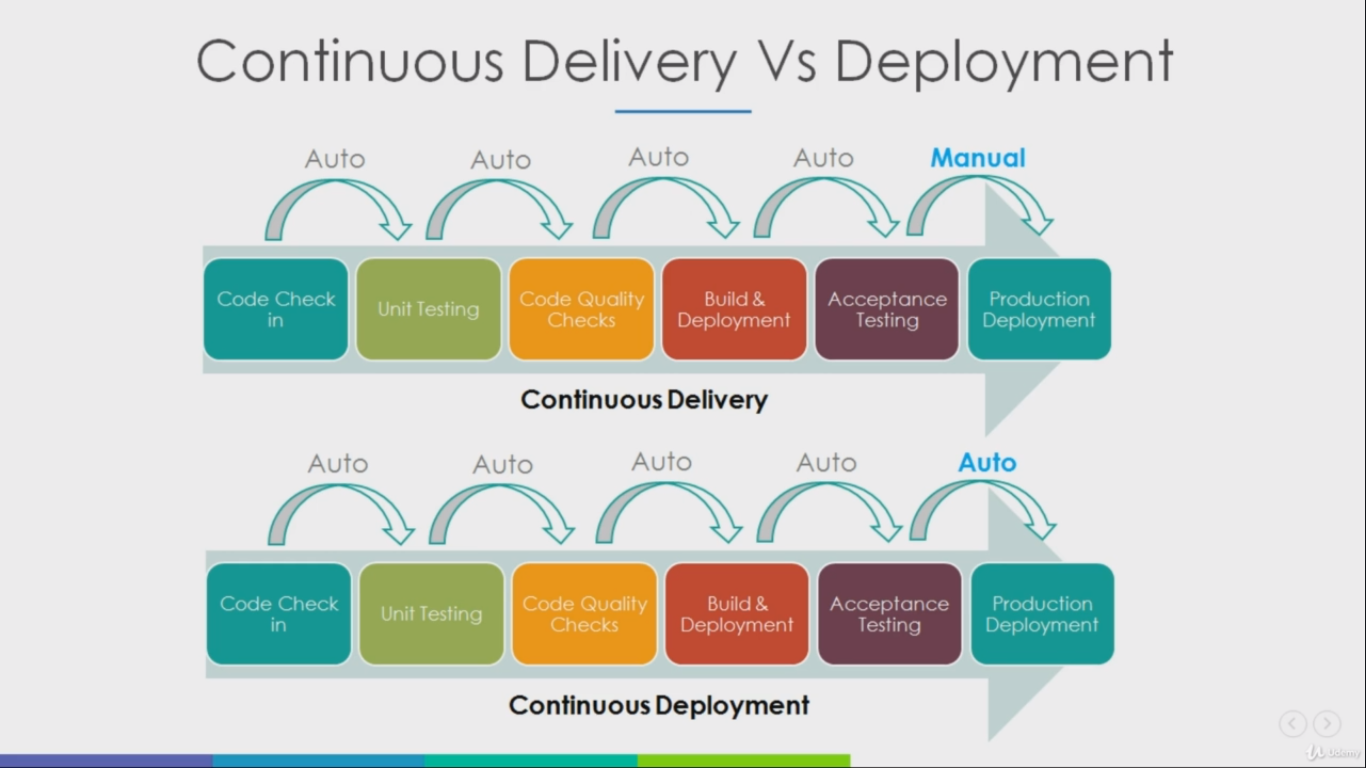 Continuous Delivery Vs Deployment
Auto
Auto
Auto
Auto
Manual
Code Check
in
Unit Testing
Code Quality
Checks
Build &
Deployment
Acceptance
Testing
Production
Deployment
Continuous Delivery
Auto
Auto
Auto
Auto
Auto
Code Check
in
Unit Testing
Code Quality
Checks
Build &
Deployment
Acceptance
Testing
Production
Deployment
Continuous Deployment
Udemy